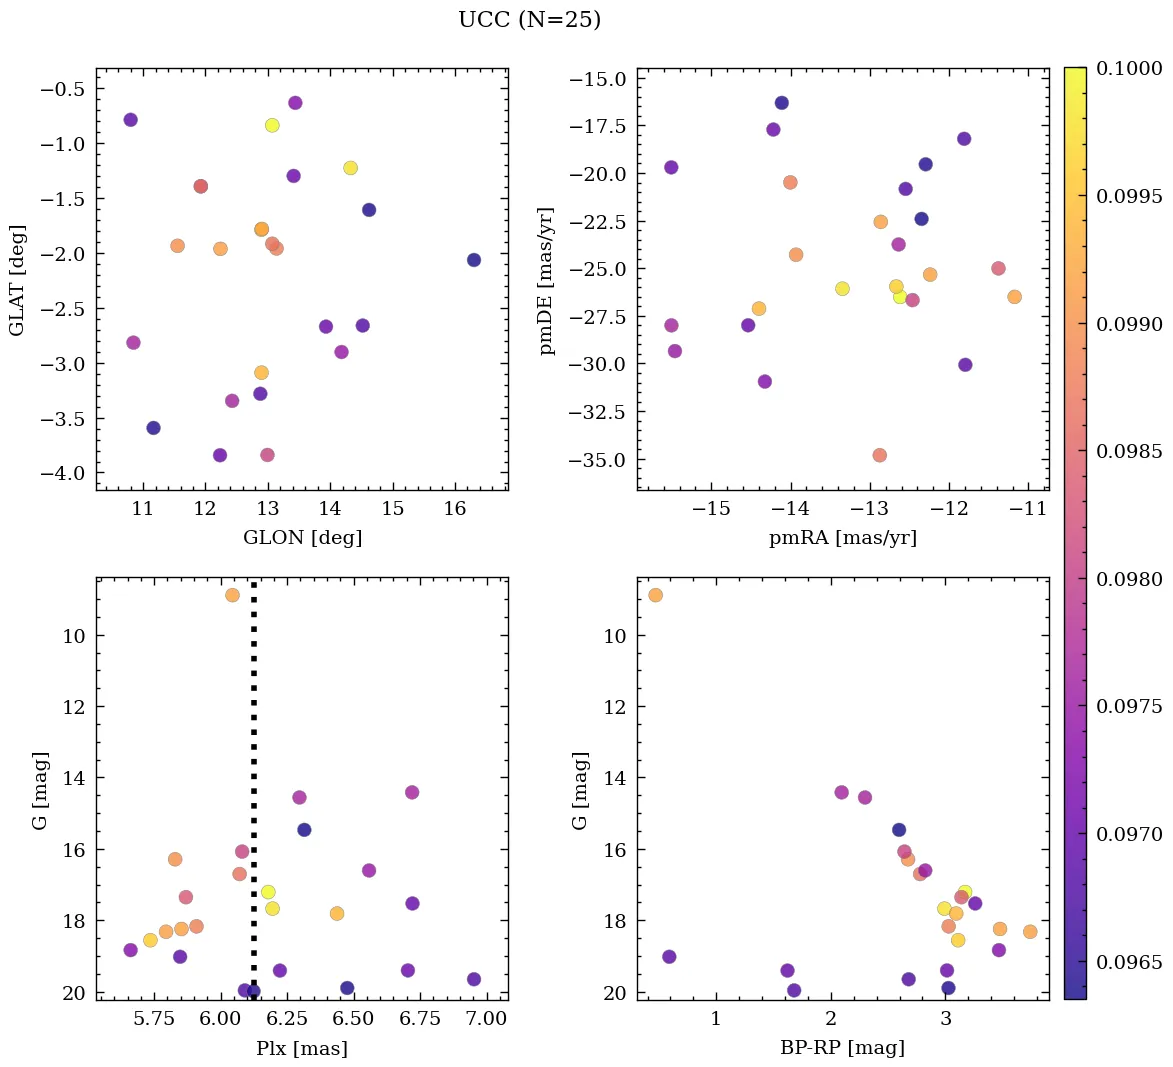 UCC (N=25)
−0.5
−1.0
−1.5
−2.0
−2.5
−3.0
−3.5
−4.0
GLAT [deg]
11 12 13 14 15 16
GLON [deg]
−15.0
−17.5
−20.0
−22.5
−25.0
−27.5
−30.0
−32.5
−35.0
pmDE [mas/yr]
−15 −14 −13 −12 −11
pmRA [mas/yr]
10
12
14
16
18
20
G [mag]
5.75 6.00 6.25 6.50 6.75 7.00
Plx [mas]
10
12
14
16
18
20
G [mag]
1 2 3
BP-RP [mag]
0.1000
0.0995
0.0990
0.0985
0.0980
0.0975
0.0970
0.0965